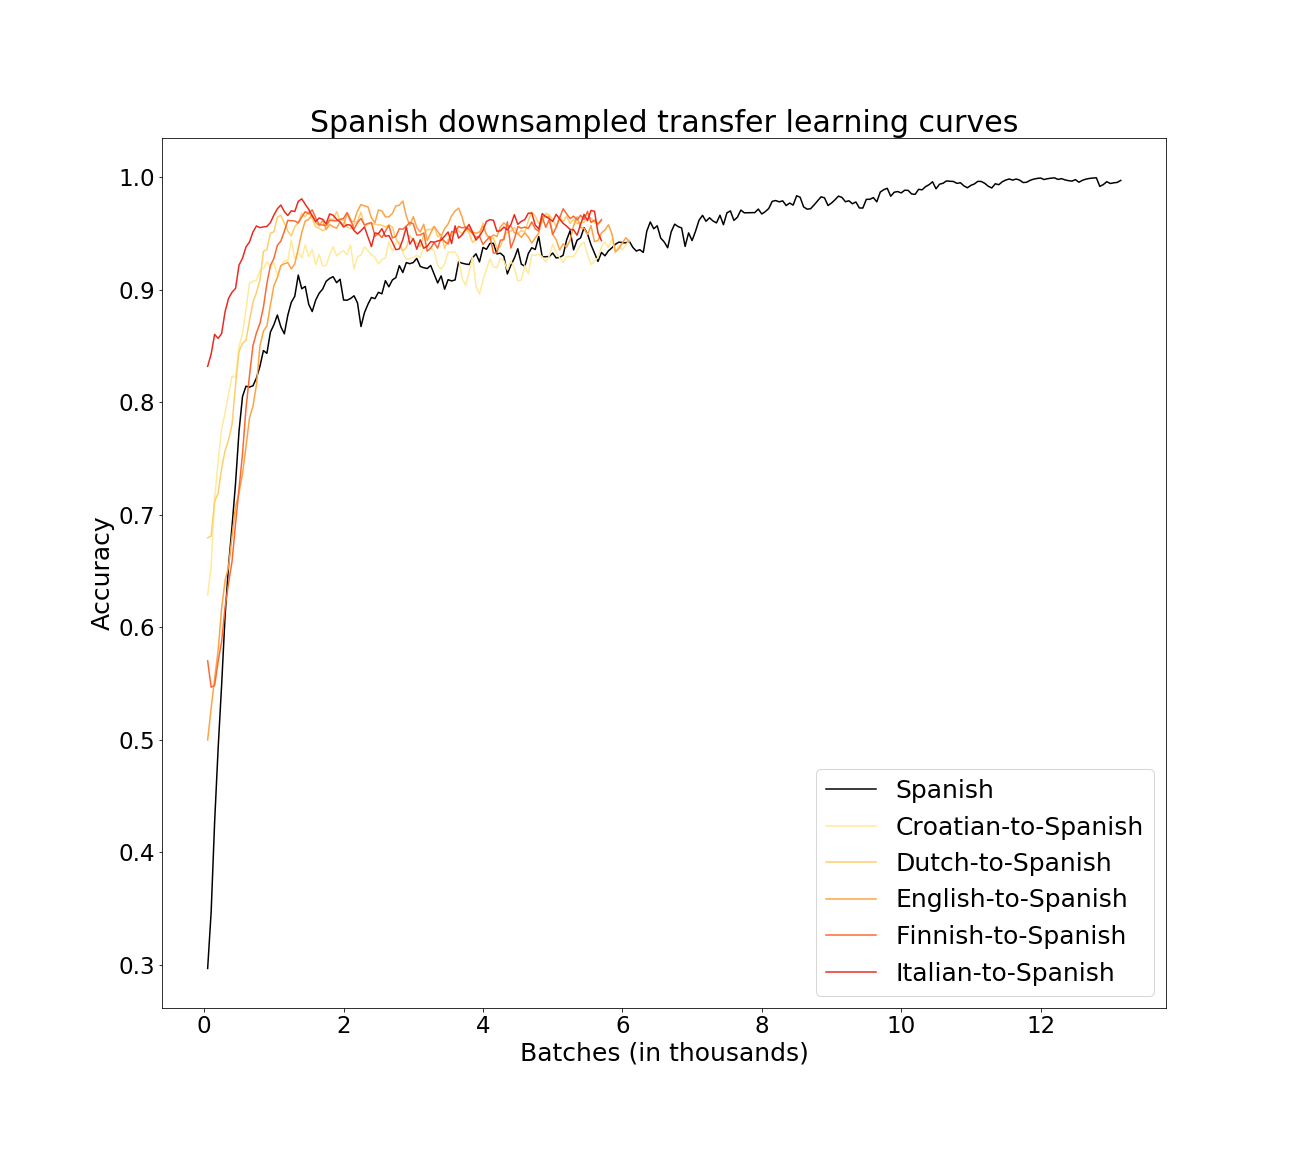 Spanish downsampled transfer learning curves
1.0
0.9
0.8
0.7
0.6
0.5
0.4
0.3
Accuracy
0 2 4 6 8 10 12
Batches (in thousands)
Spanish
Croatian-to-Spanish
Dutch-to-Spanish
English-to-Spanish
Finnish-to-Spanish
Italian-to-Spanish